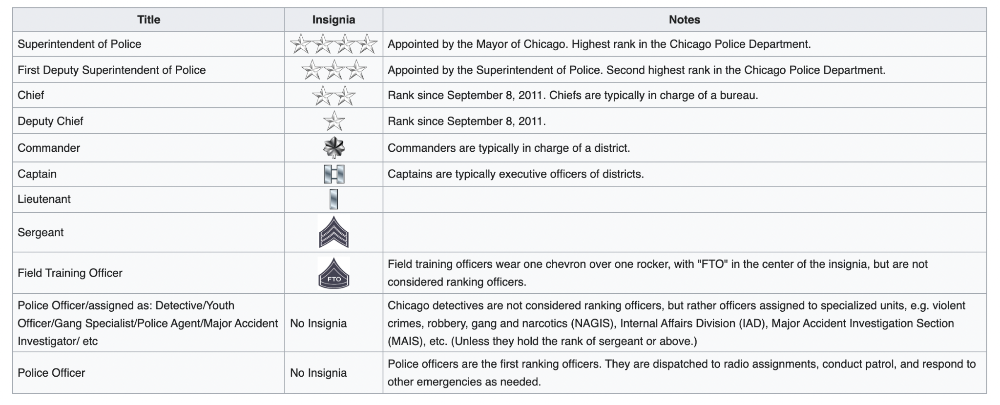 Title Insignia Notes
Superintendent of Police Appointed by the Mayor of Chicago. Highest rank in the Chicago Police Department.
First Deputy Superintendent of Police Appointed by the Superintendent of Police. Second highest rank in the Chicago Police Department.
Chief Rank since September 8, 2011. Chiefs are typically in charge of a bureau.
Deputy Chief Rank since September 8, 2011.
Commander Commanders are typically in charge of a district.
Captain Captains are typically executive officers of districts.
Lieutenant
Sergeant
Field Training Officer
FTO
Field training officers wear one chevron over one rocker, with "FTO" in the center of the insignia, but are not
considered ranking officers.
Police Officer/assigned as: Detective/Youth
Officer/Gang Specialist/Police Agent/Major Accident
Investigator/ etc
No Insignia
Chicago detectives are not considered ranking officers, but rather officers assigned to specialized units, e.g. violent
crimes, robbery, gang and narcotics (NAGIS), Internal Affairs Division (IAD), Major Accident Investigation Section
(MAIS), etc. (Unless they hold the rank of sergeant or above.)
Police Officer
No Insignia
Police officers are the first ranking officers. They are dispatched to radio assignments, conduct patrol, and respond to
other emergencies as needed.